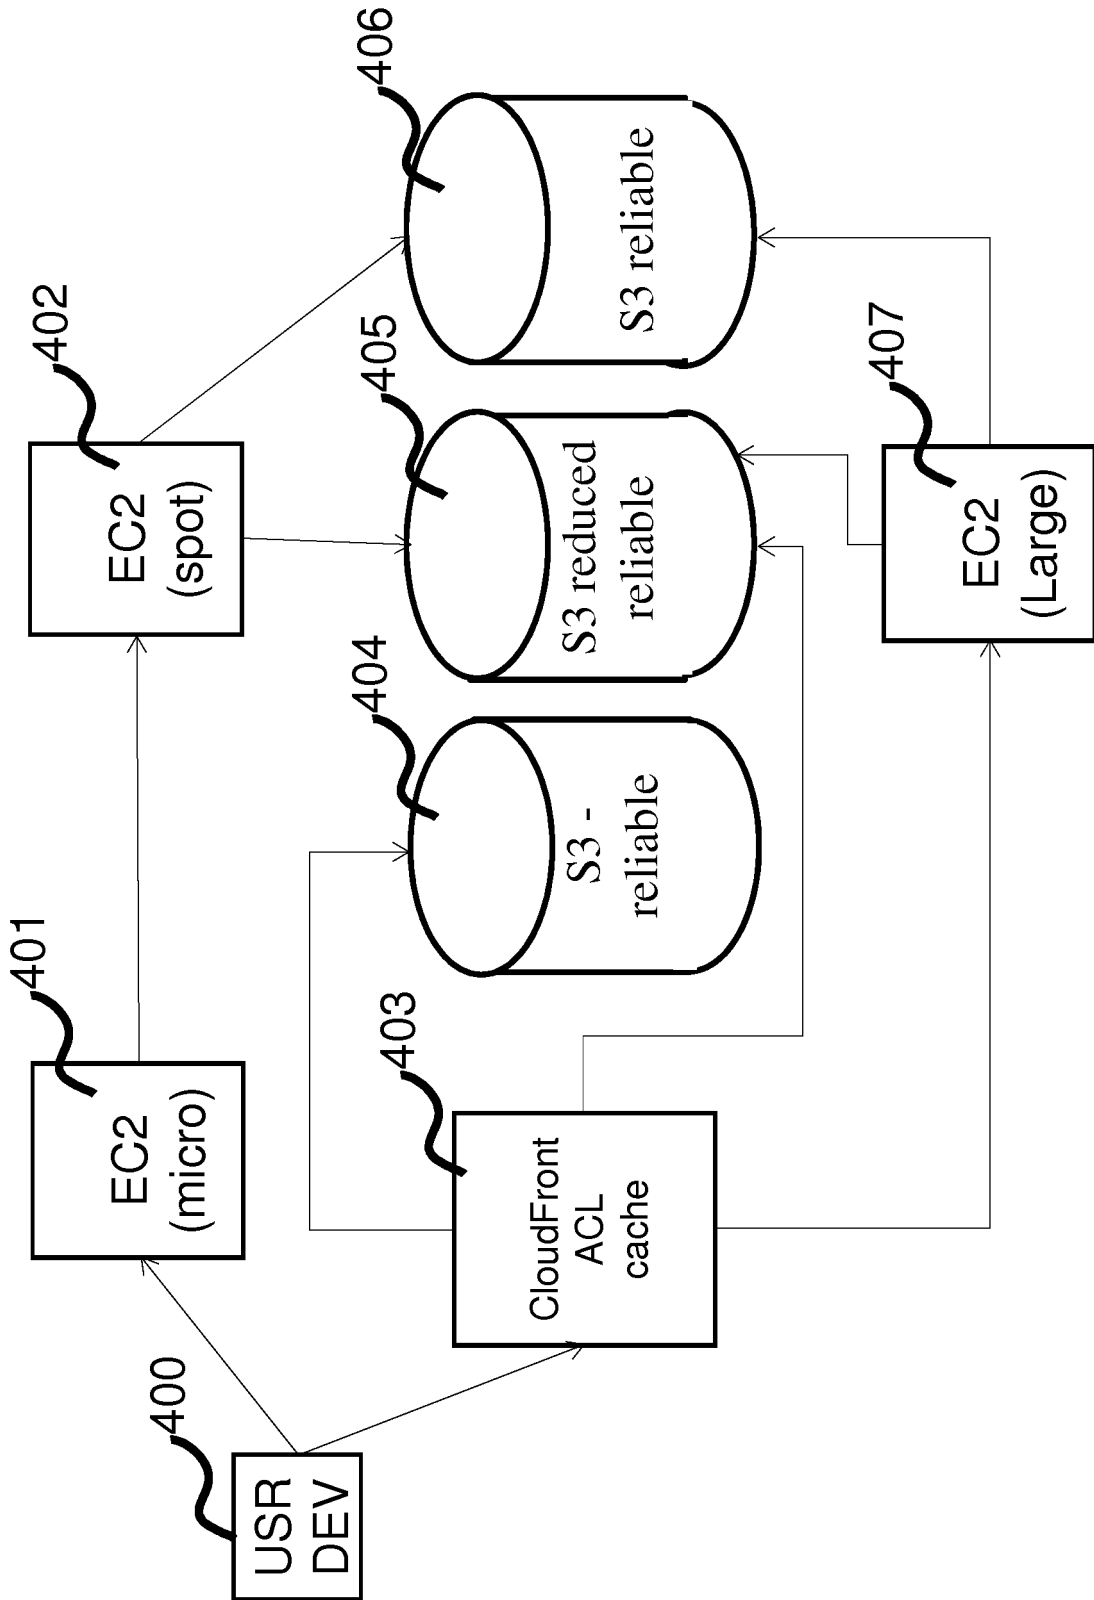 400
USR
DEV
401
EC2
(micro)
402
EC2
(spot)
403
CloudFront
ACL
cache
404
S3 -
reliable
405
S3 reduced
reliable
406
S3 reliable
407
EC2
(Large)